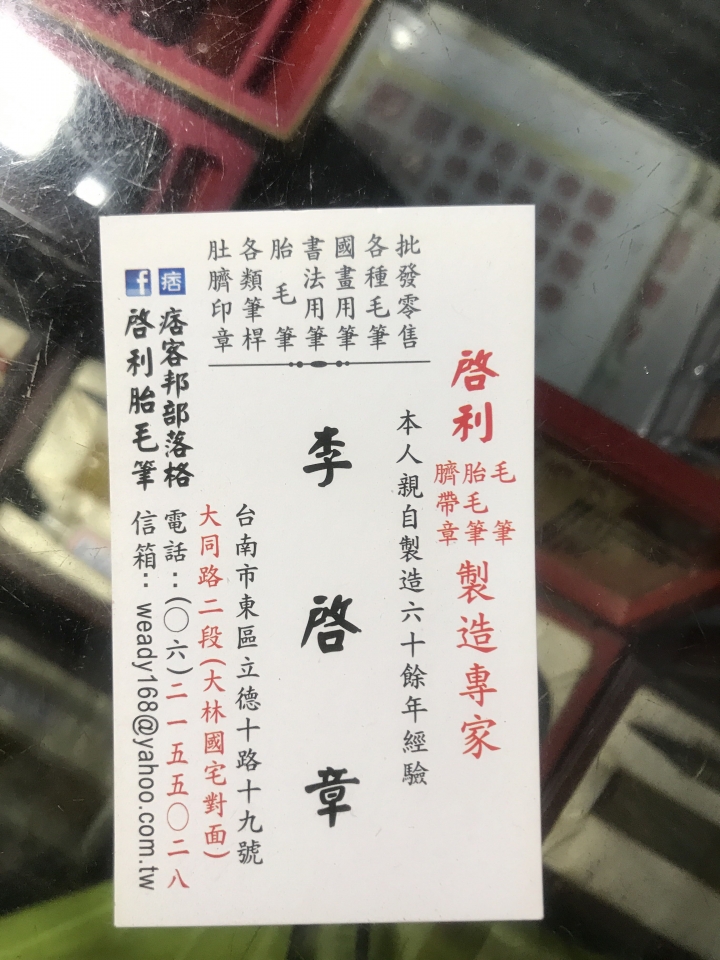 啓利
毛筆
胎毛筆
臍帶章
製造專家
本人親自製造六十餘年經驗
批發零售
各種毛筆
國畫用筆
書法用筆
胎毛筆
各類筆桿
肚臍印章
李啓章
台南市東區立德十路十九號
大同路二段(大林國宅對面)
電話:(〇六)二一五五〇二八
信箱: weady168@yahoo.com.tw
痞 痞客邦部落格
f 啓利胎毛筆